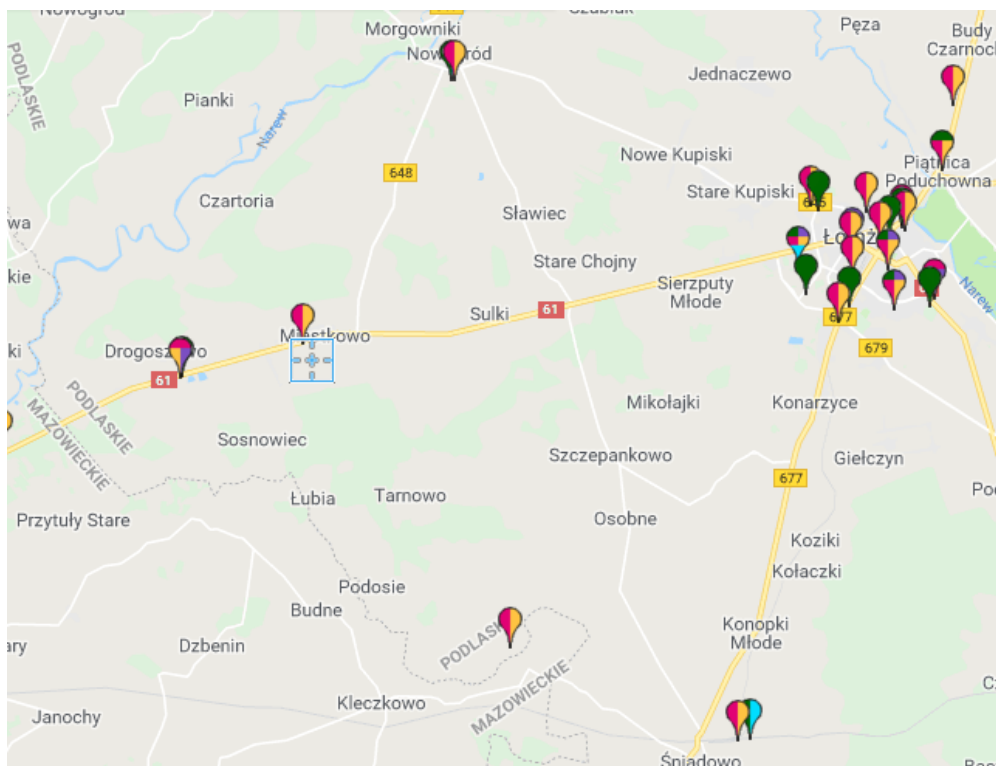 Nowogród
Morgowniki
Pęza
Budy
PODLASKIE
Nowogród
Jednaczewo
Pianki
Narew
Nowe Kupiski
Piątnica
Poduchowna
648
Stare Kupiski
Czartoria
Sławiec
Stare Chojny
Sierzputy
Młode
Narew
61
Sulki
Miastkowo
677
Drogoszewo
679
61
PODLASKIE
MAZOWIECKIE
Mikołajki
Konarzyce
Sosnowiec
Szczepankowo
Giełczyn
677
Łubia
Tarnowo
Przytuły Stare
Osobne
Koziki
Kołaczki
Podosie
Budne
Konopki
Młode
Dzbenin
MAZOWIECKIE
Kleczkowo
Janochy
Śniadowo